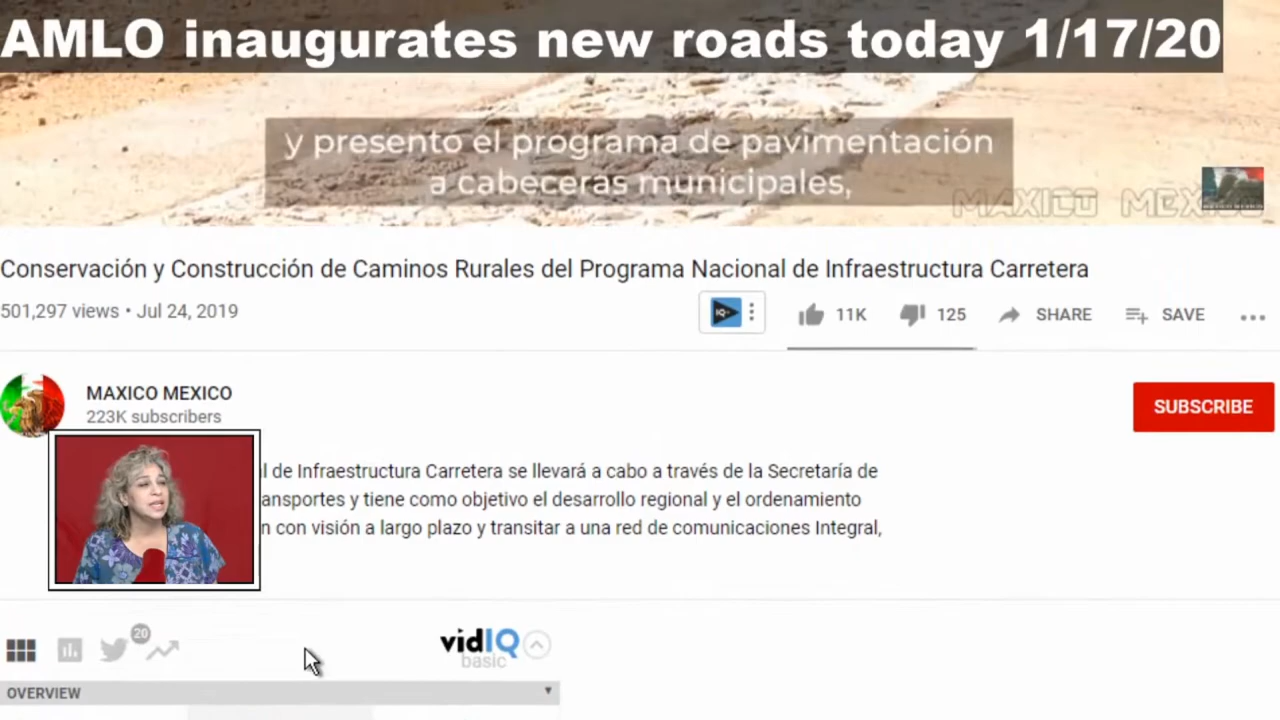 AMLO inaugurates new roads today 1/17/20
y presento el programa de pavimentación
a cabeceras municipales,
MAXICO MEXICO
Conservación y Construcción de Caminos Rurales del Programa Nacional de Infraestructura Carretera
501,297 views • Jul 24, 2019
IQ
11K
125
SHARE
SAVE
MAXICO MEXICO
223K subscribers
SUBSCRIBE
l de Infraestructura Carretera se llevará a cabo a través de la Secretaría de
ansportes y tiene como objetivo el desarrollo regional y el ordenamiento
n con visión a largo plazo y transitar a una red de comunicaciones Integral,
20
vidIQ
basic
OVERVIEW